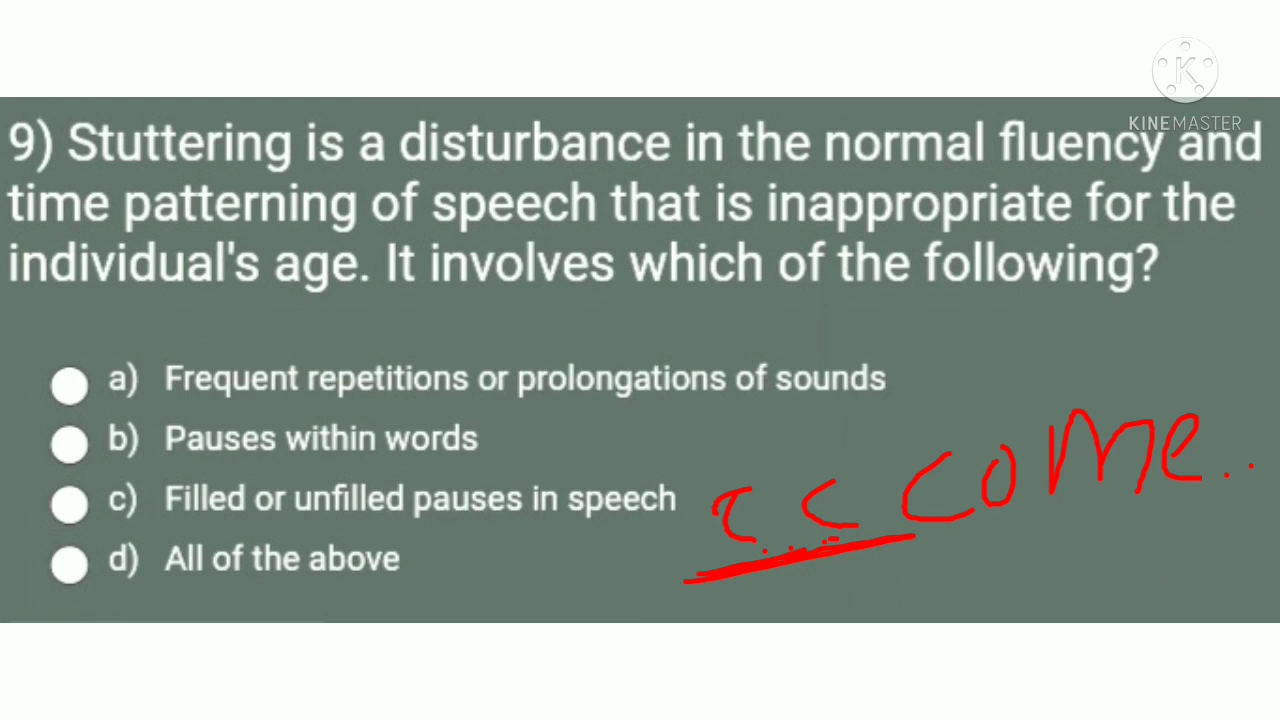 KINEMASTER
9) Stuttering is a disturbance in the normal fluency and
time patterning of speech that is inappropriate for the
individual's age. It involves which of the following?
a) Frequent repetitions or prolongations of sounds
b) Pauses within words
c) Filled or unfilled pauses in speech
d) All of the above
c.. c.. come..